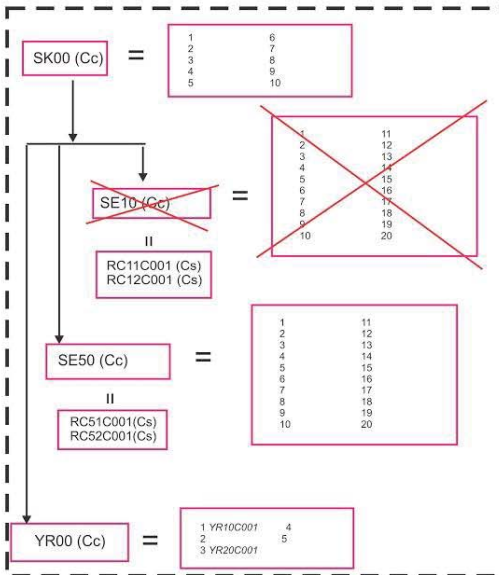 SK00 (Cc) =
1 6
2 7
3 8
4 9
5 10
SE10 (Cc) =
1 11
2 12
3 13
4 14
5 15
6 16
7 17
8 18
9 19
10 20
=
RC11C001 (Cs)
RC12C001 (Cs)
SE50 (Cc) =
1 11
2 12
3 13
4 14
5 15
6 16
7 17
8 18
9 19
10 20
=
RC51C001(Cs)
RC52C001(Cs)
YR00 (Cc) =
1 YR10C001 4
2 5
3 YR20C001